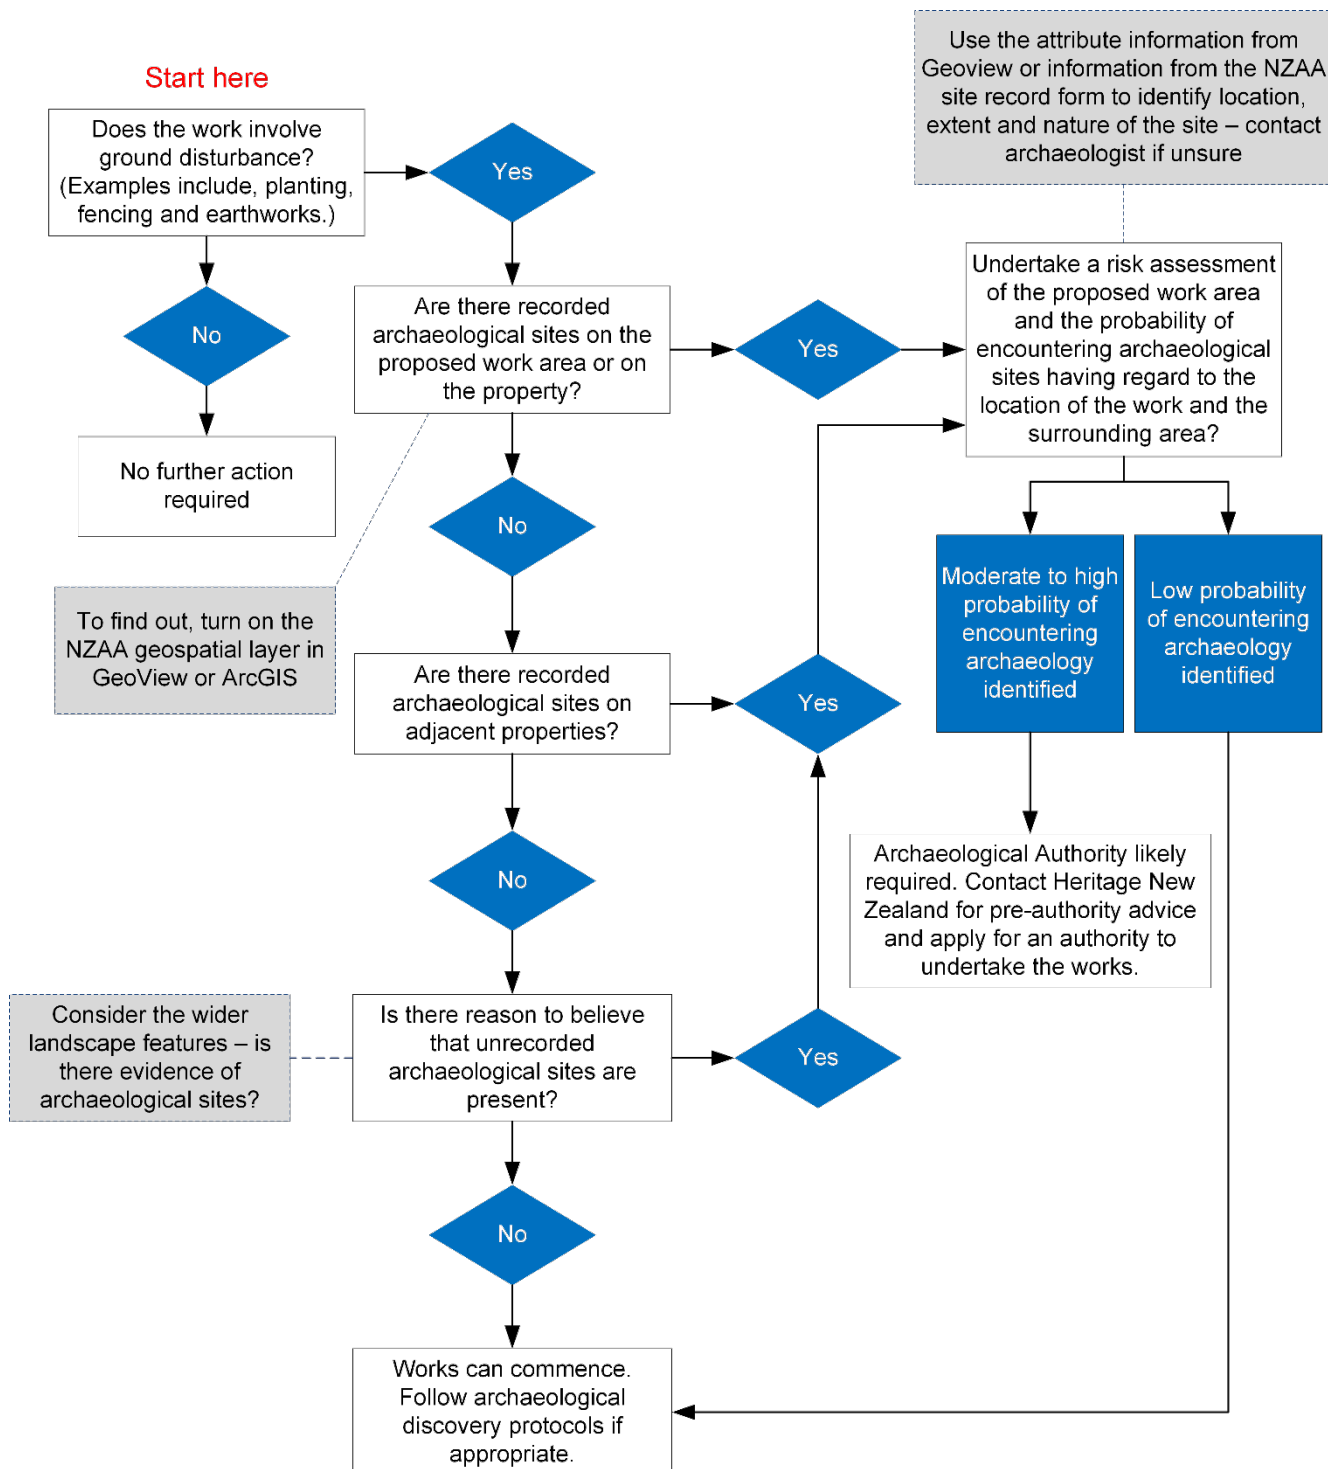 Start here
Does the work involve
ground disturbance?
(Examples include, planting,
fencing and earthworks.)
Yes
No
No further action
required
Are there recorded
archaeological sites on the
proposed work area or on
the property?
Yes
Use the attribute information from
Geoview or information from the NZAA
site record form to identify location,
extent and nature of the site – contact
archaeologist if unsure
Undertake a risk assessment
of the proposed work area
and the probability of
encountering archaeological
sites having regard to the
location of the work and the
surrounding area?
No
To find out, turn on the
NZAA geospatial layer in
GeoView or ArcGIS
Are there recorded
archaeological sites on
adjacent properties?
Yes
Moderate to high
probability of
encountering
archaeology
identified
Low probability
of encountering
archaeology
identified
No
Archaeological Authority likely
required. Contact Heritage New
Zealand for pre-authority advice
and apply for an authority to
undertake the works.
Consider the wider
landscape features – is
there evidence of
archaeological sites?
Is there reason to believe
that unrecorded
archaeological sites are
present?
Yes
No
Works can commence.
Follow archaeological
discovery protocols if
appropriate.